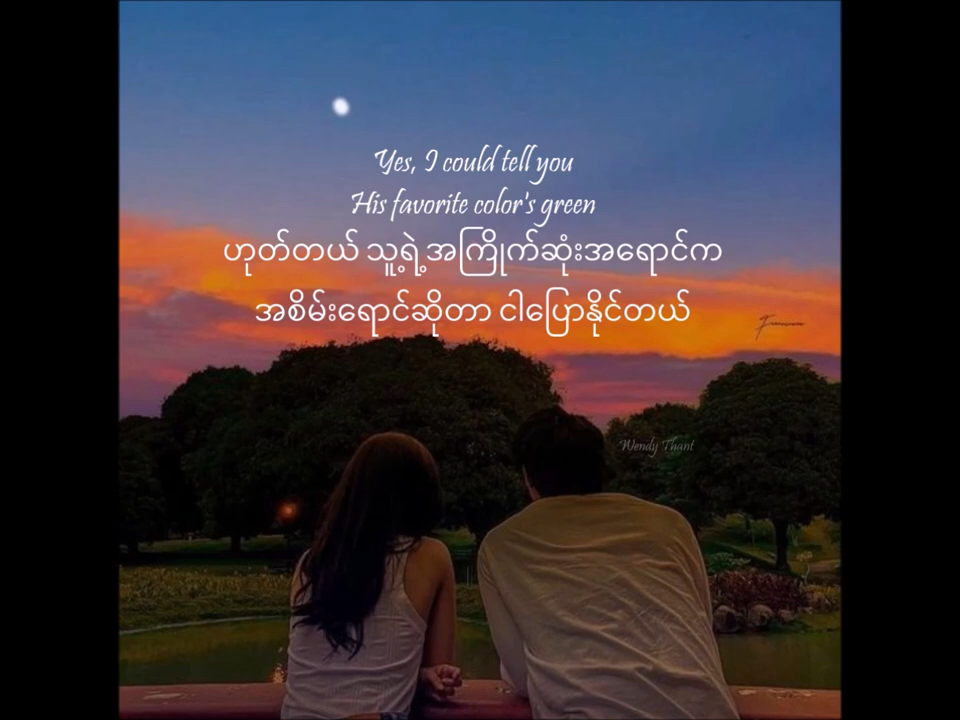 Yes, I could tell you
His favorite color's green
ဟုတ်တယ် သူ့ရဲ့အကြိုက်ဆုံးအရောင်က
အစိမ်းရောင်ဆိုတာ ငါပြောနိုင်တယ်
Wendy Thant